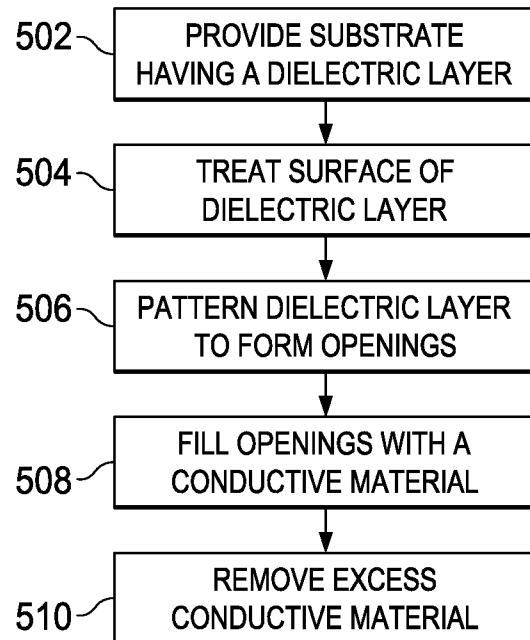 502
PROVIDE SUBSTRATE
HAVING A DIELECTRIC LAYER
504
TREAT SURFACE OF
DIELECTRIC LAYER
506
PATTERN DIELECTRIC LAYER
TO FORM OPENINGS
508
FILL OPENINGS WITH A
CONDUCTIVE MATERIAL
510
REMOVE EXCESS
CONDUCTIVE MATERIAL